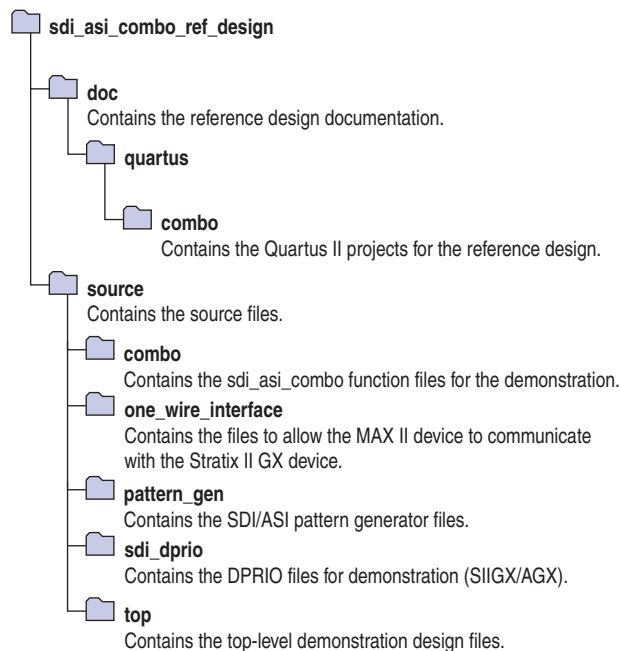 sdi_asi_combo_ref_design
doc
Contains the reference design documentation.
quartus
combo
Contains the Quartus II projects for the reference design.
source
Contains the source files.
combo
Contains the sdi_asi_combo function files for the demonstration.
one_wire_interface
Contains the files to allow the MAX II device to communicate
with the Stratix II GX device.
pattern_gen
Contains the SDI/ASI pattern generator files.
sdi_dprio
Contains the DPRIO files for demonstration (SIIGX/AGX).
top
Contains the top-level demonstration design files.